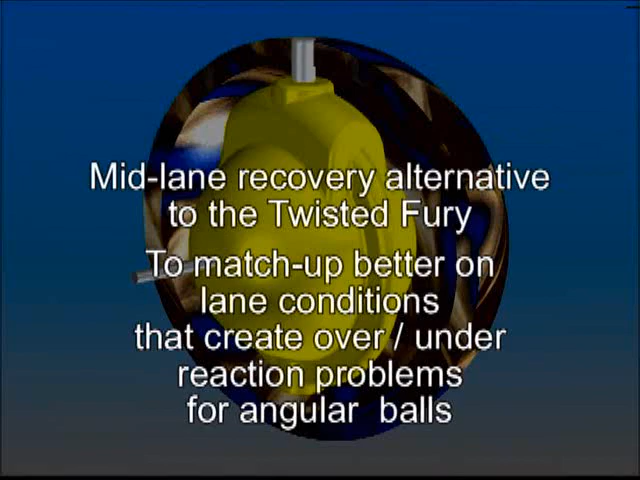 Mid-lane recovery alternative
to the Twisted Fury
To match-up better on
lane conditions
that create over / under
reaction problems
for angular balls